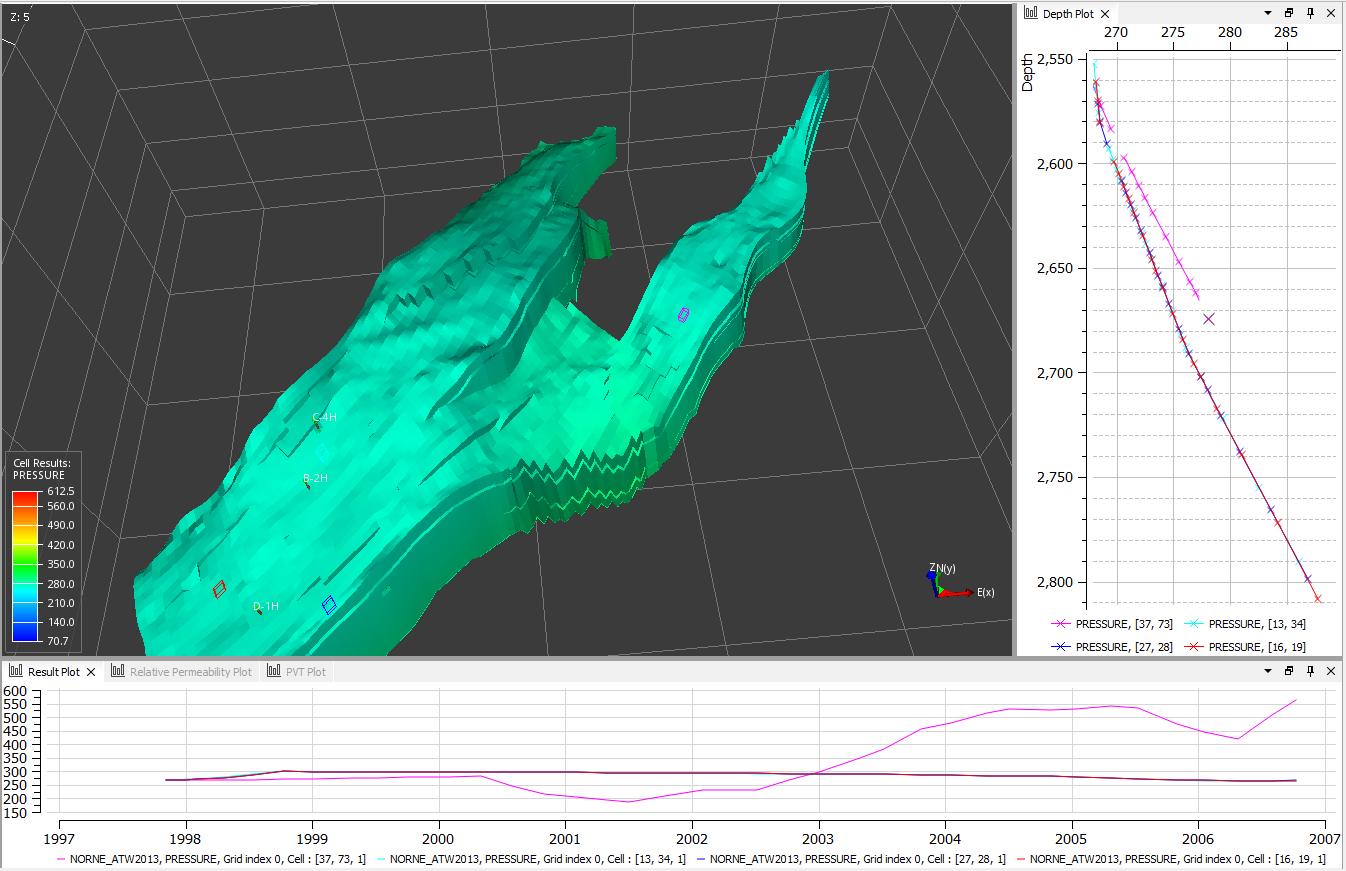 Z: 5
C-4H
B-2H
D-1H
Cell Results:
PRESSURE
612.5
560.0
490.0
420.0
350.0
280.0
210.0
140.0
70.7
ZN(y)
E(x)
Depth Plot
270 275 280 285
Depth
2,550
2,600
2,650
2,700
2,750
2,800
PRESSURE, [37, 73] PRESSURE, [13, 34]
PRESSURE, [27, 28] PRESSURE, [16, 19]
Result Plot Relative Permeability Plot PVT Plot
600
550
500
450
400
350
300
250
200
150
1997 1998 1999 2000 2001 2002 2003 2004 2005 2006 2007
NORNE_ATW2013, PRESSURE, Grid index 0, Cell : [37, 73, 1] NORNE_ATW2013, PRESSURE, Grid index 0, Cell : [13, 34, 1] NORNE_ATW2013, PRESSURE, Grid index 0, Cell : [27, 28, 1] NORNE_ATW2013, PRESSURE, Grid index 0, Cell : [16, 19, 1]